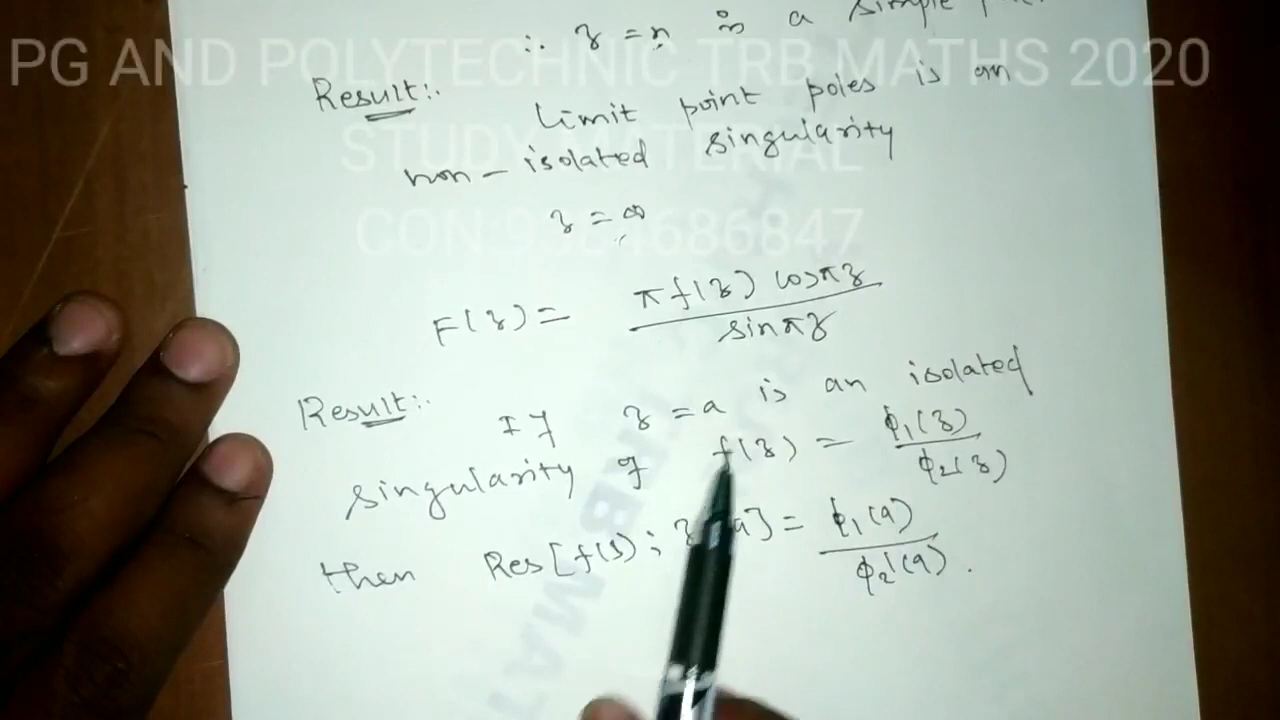 ∴ z = n is a simple
PG AND POLYTECHNIC TRB MATHS 2020
Result:.
Limit point poles is an
STUDY MATERIAL
non - isolated singularity
z = ∞
F(z) = π f(z) cosπz / sinπz
Result:.
If z = a is an isolated
singularity of f(z) = ϕ₁(z) / ϕ₂(z)
then Res[f(z); z a] = ϕ₁(a) / ϕ₂'(a).